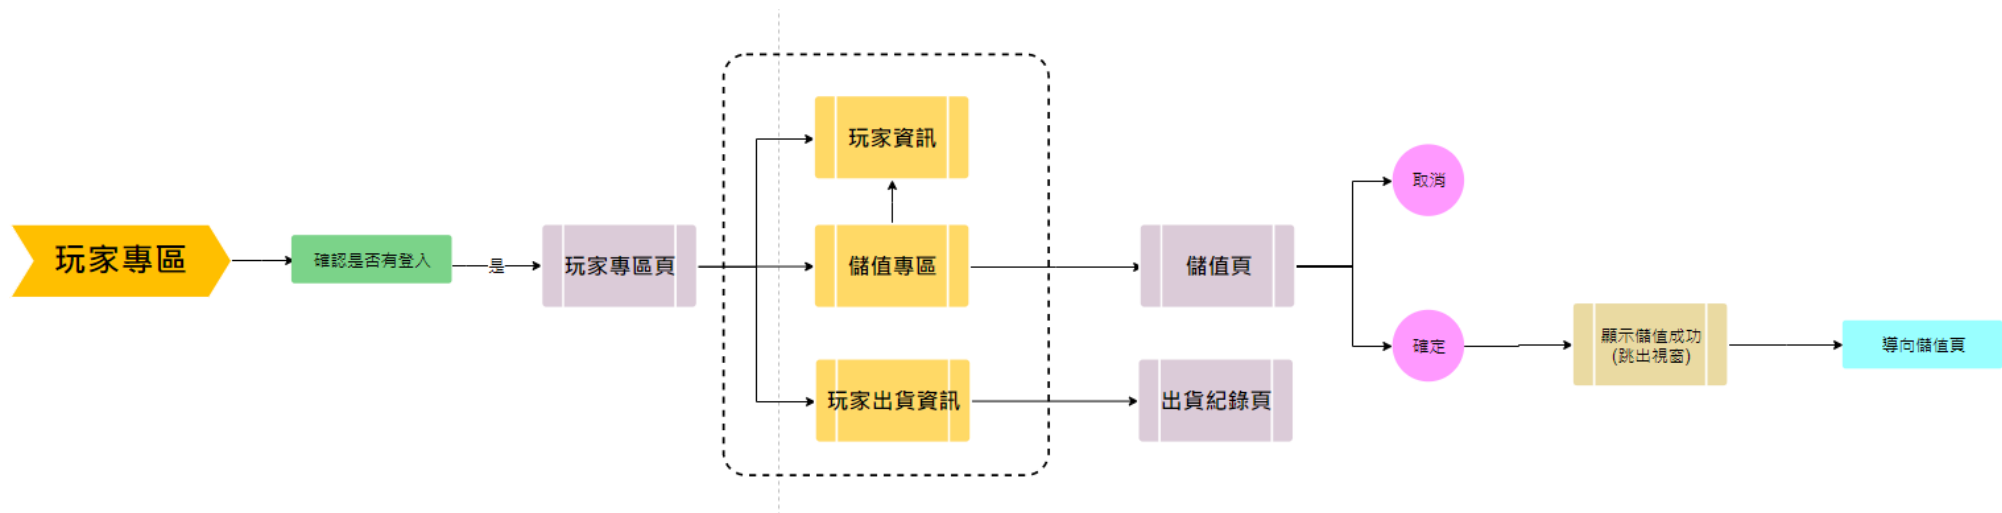 玩家專區
確認是否有登入
是
玩家專區頁
玩家資訊
儲值專區
玩家出貨資訊
儲值頁
出貨紀錄頁
取消
確定
顯示儲值成功
(跳出視窗)
導向儲值頁